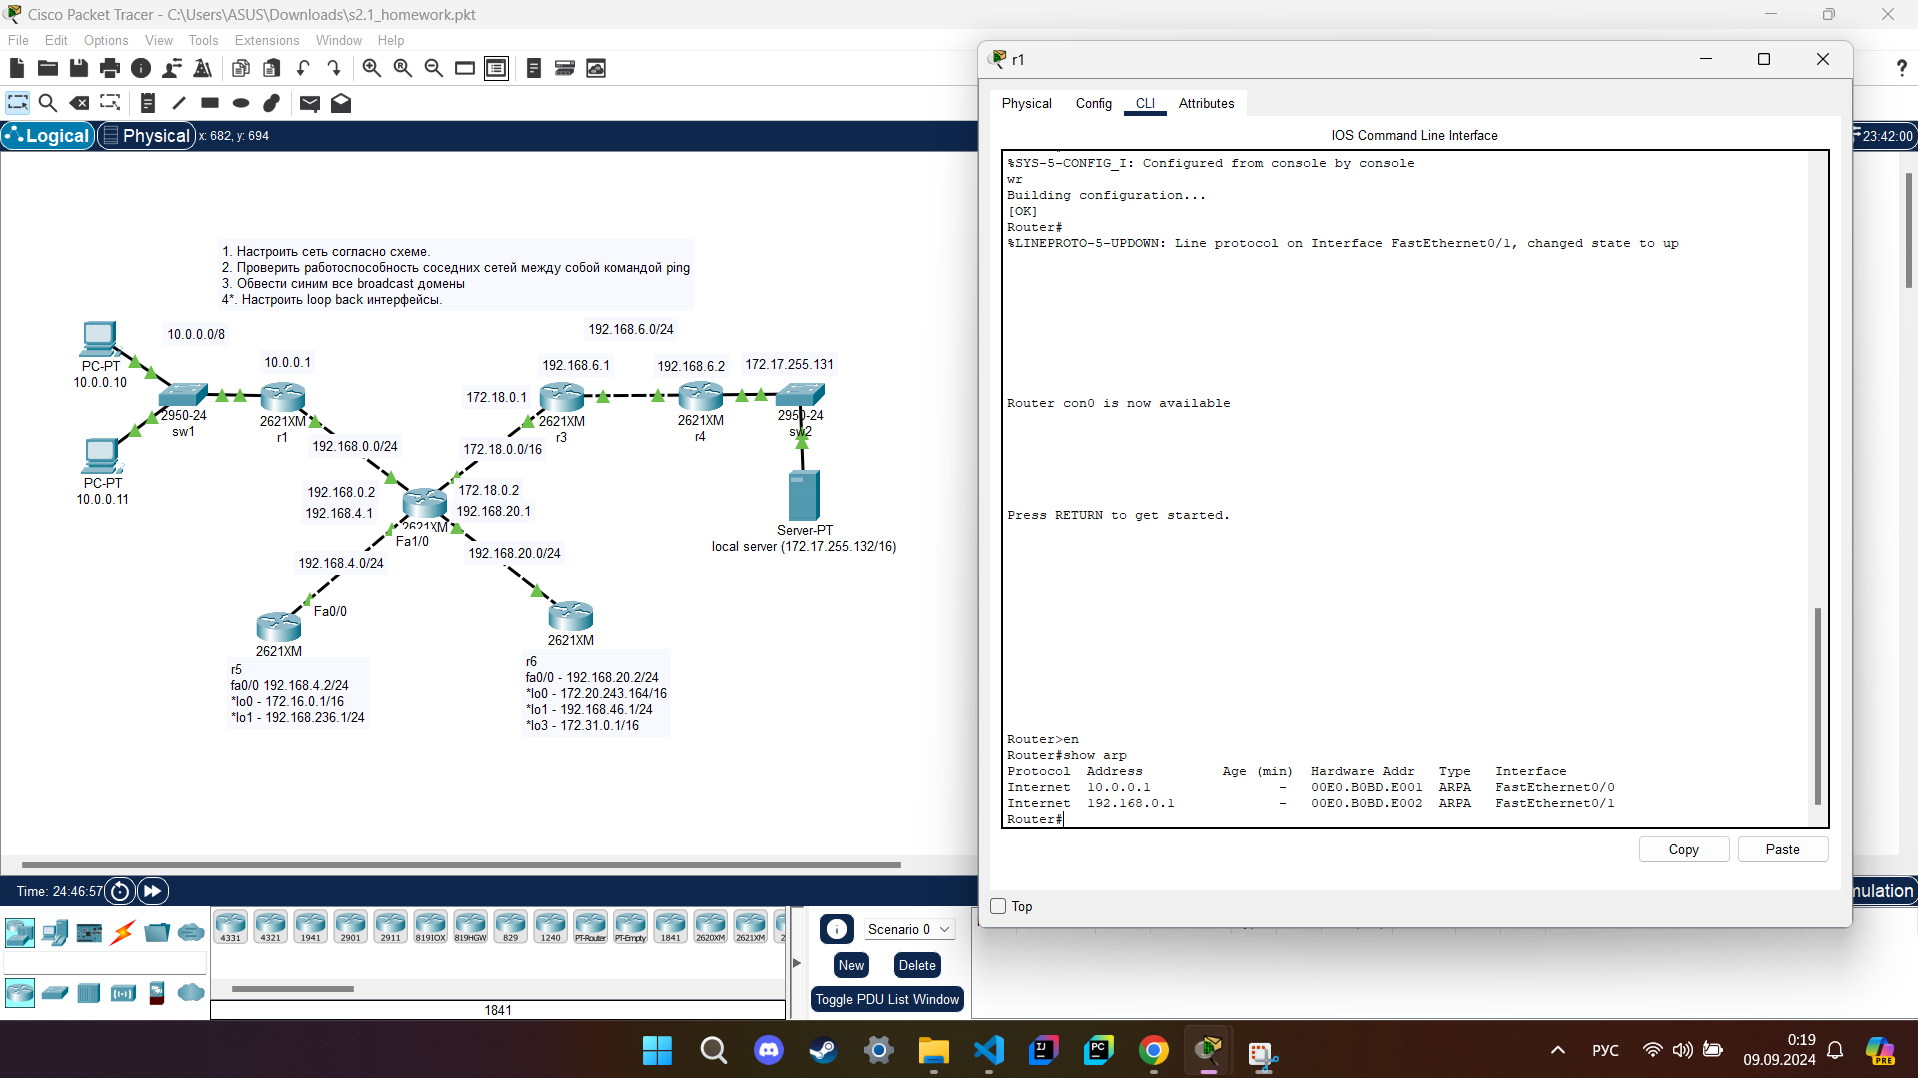 Cisco Packet Tracer - C:\Users\ASUS\Downloads\s2.1_homework.pkt
File Edit Options View Tools Extensions Window Help
Logical Physical x: 682, y: 694
23:42:00
1. Настроить сеть согласно схеме.
2. Проверить работоспособность соседних сетей между собой командой ping
3. Обвести синим все broadcast домены
4*. Настроить loop back интерфейсы.
192.168.6.0/24
10.0.0.0/8
10.0.0.1
192.168.6.1
192.168.6.2
172.17.255.131
PC-PT
10.0.0.10
172.18.0.1
2950-24
sw1
2621XM
r1
2621XM
r3
2621XM
r4
2950-24
sw2
192.168.0.0/24
172.18.0.0/16
PC-PT
10.0.0.11
192.168.0.2
192.168.4.1
172.18.0.2
192.168.20.1
2621XM
Fa1/0
Server-PT
local server (172.17.255.132/16)
192.168.4.0/24
192.168.20.0/24
Fa0/0
2621XM
2621XM
r5
fa0/0 192.168.4.2/24
*lo0 - 172.16.0.1/16
*lo1 - 192.168.236.1/24
r6
fa0/0 - 192.168.20.2/24
*lo0 - 172.20.243.164/16
*lo1 - 192.168.46.1/24
*lo3 - 172.31.0.1/16
r1
Physical Config CLI Attributes
IOS Command Line Interface
%SYS-5-CONFIG_I: Configured from console by console
wr
Building configuration...
[OK]
Router#
%LINEPROTO-5-UPDOWN: Line protocol on Interface FastEthernet0/1, changed state to up
Router con0 is now available
Press RETURN to get started.
Router>en
Router#show arp
Protocol Address Age (min) Hardware Addr Type Interface
Internet 10.0.0.1 - 00E0.B0BD.E001 ARPA FastEthernet0/0
Internet 192.168.0.1 - 00E0.B0BD.E002 ARPA FastEthernet0/1
Router#
Copy Paste
Top
Time: 24:46:57
mulation
4331 4321 1941 2901 2911 819IOX 819HGW 829 1240 PT-Router PT-Empty 1841 2620XM 2621XM 2
1841
Scenario 0
New Delete
Toggle PDU List Window
РУС
0:19
09.09.2024
PRE